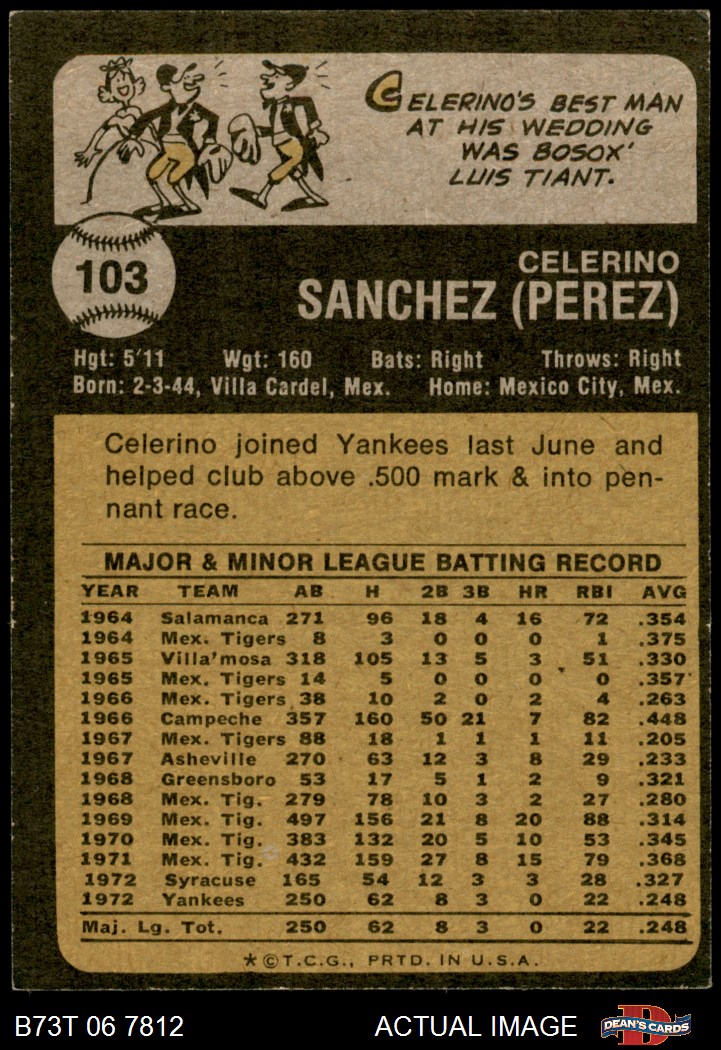 CELERINO'S BEST MAN
AT HIS WEDDING
WAS BOSOX'
LUIS TIANT.
103
CELERINO
SANCHEZ (PEREZ)
Hgt: 5'11 Wgt: 160 Bats: Right Throws: Right
Born: 2-3-44, Villa Cardel, Mex. Home: Mexico City, Mex.
Celerino joined Yankees last June and
helped club above .500 mark & into pen-
nant race.
MAJOR & MINOR LEAGUE BATTING RECORD
YEAR TEAM AB H 2B 3B HR RBI AVG
1964 Salamanca 271 96 18 4 16 72 .354
1964 Mex. Tigers 8 3 0 0 0 1 .375
1965 Villa'mosa 318 105 13 5 3 51 .330
1965 Mex. Tigers 14 5 0 0 0 0 .357
1966 Mex. Tigers 38 10 2 0 2 4 .263
1966 Campeche 357 160 50 21 7 82 .448
1967 Mex. Tigers 88 18 1 1 1 11 .205
1967 Asheville 270 63 12 3 8 29 .233
1968 Greensboro 53 17 5 1 2 9 .321
1968 Mex. Tig. 279 78 10 3 2 27 .280
1969 Mex. Tig. 497 156 21 8 20 88 .314
1970 Mex. Tig. 383 132 20 5 10 53 .345
1971 Mex. Tig. 432 159 27 8 15 79 .368
1972 Syracuse 165 54 12 3 3 28 .327
1972 Yankees 250 62 8 3 0 22 .248
Maj. Lg. Tot. 250 62 8 3 0 22 .248
*©T.C.G., PRTD. IN U.S.A.
B73T 06 7812 ACTUAL IMAGE D DEAN'S CARDS